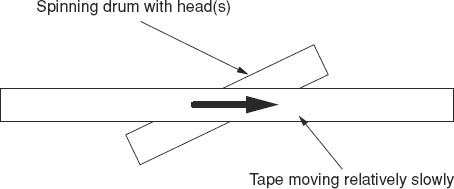 Spinning drum with head(s)
Tape moving relatively slowly